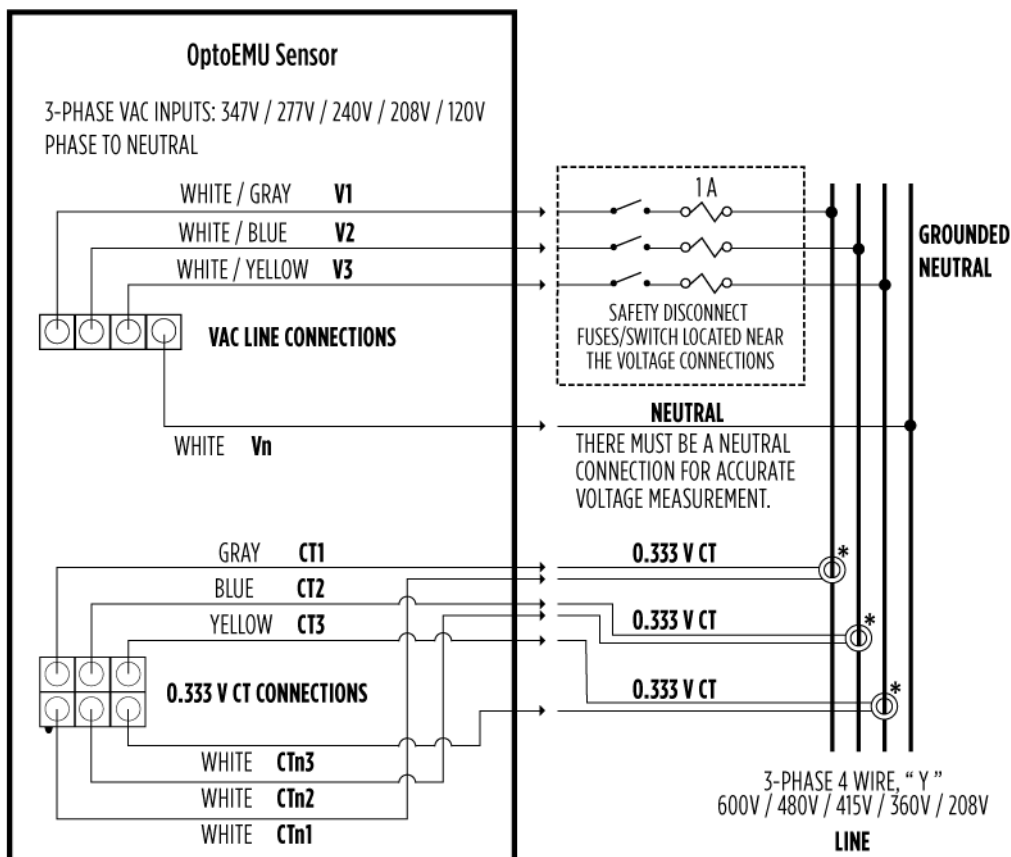 OptoEMU Sensor
3-PHASE VAC INPUTS: 347V / 277V / 240V / 208V / 120V
PHASE TO NEUTRAL
WHITE / GRAY V1
WHITE / BLUE V2
WHITE / YELLOW V3
VAC LINE CONNECTIONS
WHITE Vn
1 A
SAFETY DISCONNECT
FUSES/SWITCH LOCATED NEAR
THE VOLTAGE CONNECTIONS
GROUNDED
NEUTRAL
NEUTRAL
THERE MUST BE A NEUTRAL
CONNECTION FOR ACCURATE
VOLTAGE MEASUREMENT.
GRAY CT1
BLUE CT2
YELLOW CT3
0.333 V CT CONNECTIONS
WHITE CTn3
WHITE CTn2
WHITE CTn1
0.333 V CT
*
0.333 V CT
*
0.333 V CT
*
3-PHASE 4 WIRE, “ Y ”
600V / 480V / 415V / 360V / 208V
LINE